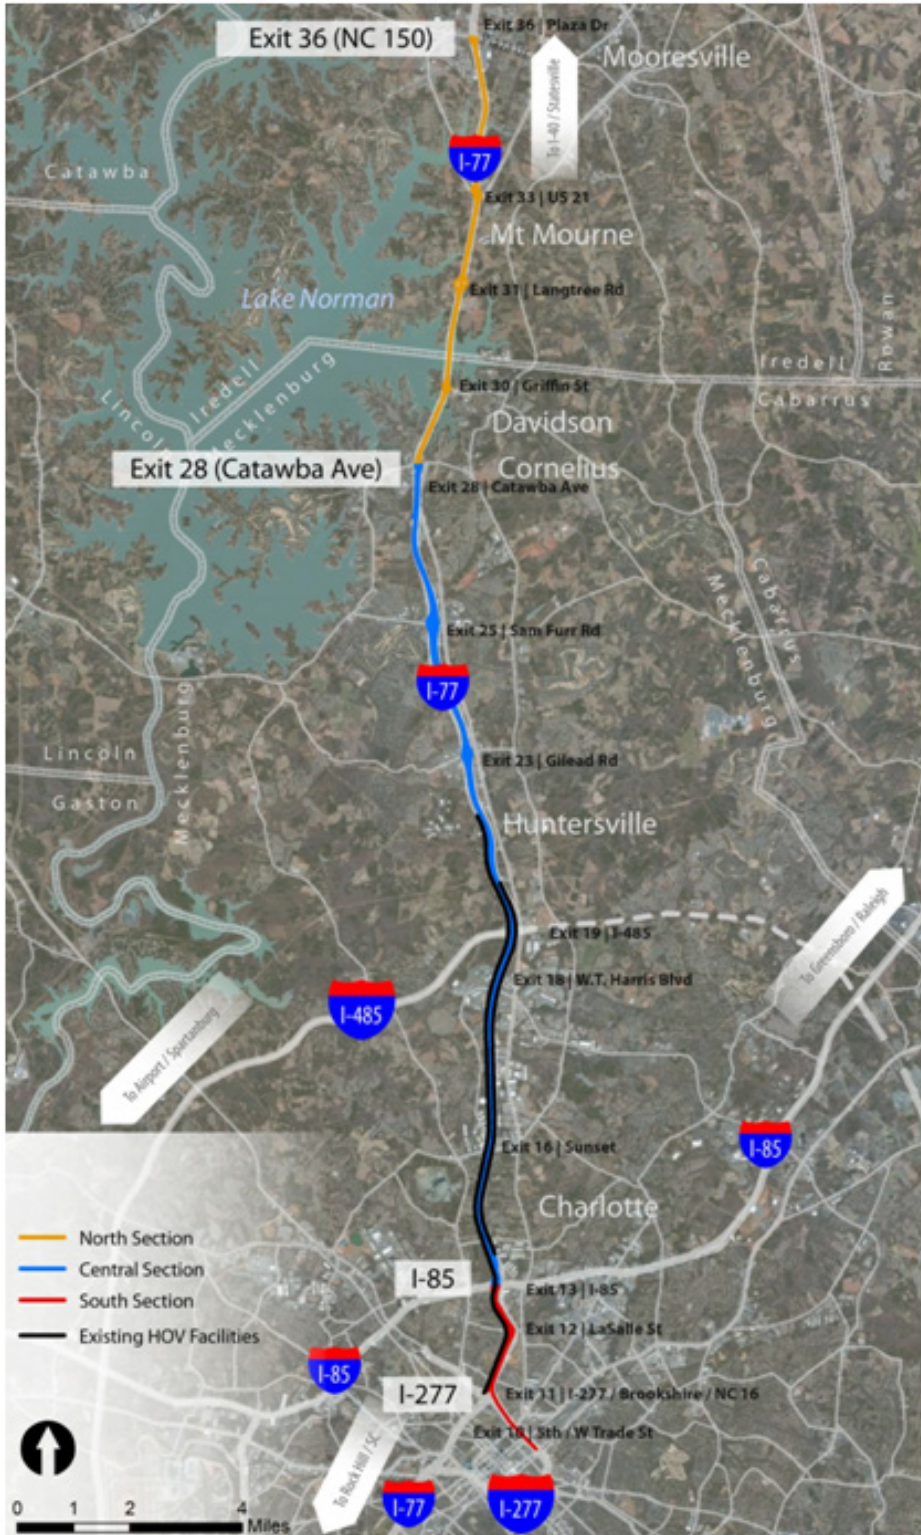 Exit 36 | Plaza Dr
Exit 36 (NC 150)
Mooresville
To I-40 / Statesville
I-77
Catawba
Exit 33 | US 21
Mt Mourne
Exit 31 | Langtree Rd
Lake Norman
Rowan
Iredell
Iredell
Mecklenburg
Lincoln
Exit 30 | Griffin St
Cabarrus
Davidson
Exit 28 (Catawba Ave)
Cornelius
Exit 28 | Catawba Ave
Cabarrus
Mecklenburg
Exit 25 | Sam Furr Rd
I-77
Mecklenburg
Lincoln
Gaston
Exit 23 | Gilead Rd
Huntersville
To Greensboro / Raleigh
Exit 19 | I-485
Exit 18 | W.T. Harris Blvd
I-485
To Airport / Spartanburg
I-85
Exit 16 | Sunset
Charlotte
North Section
Central Section
South Section
Existing HOV Facilities
I-85
Exit 13 | I-85
Exit 12 | LaSalle St
I-85
I-277
Exit 11 | I-277 / Brookshire / NC 16
Exit 10 | 5th / W Trade St
To Rock Hill / SC
I-77
I-277
0 1 2 4
Miles